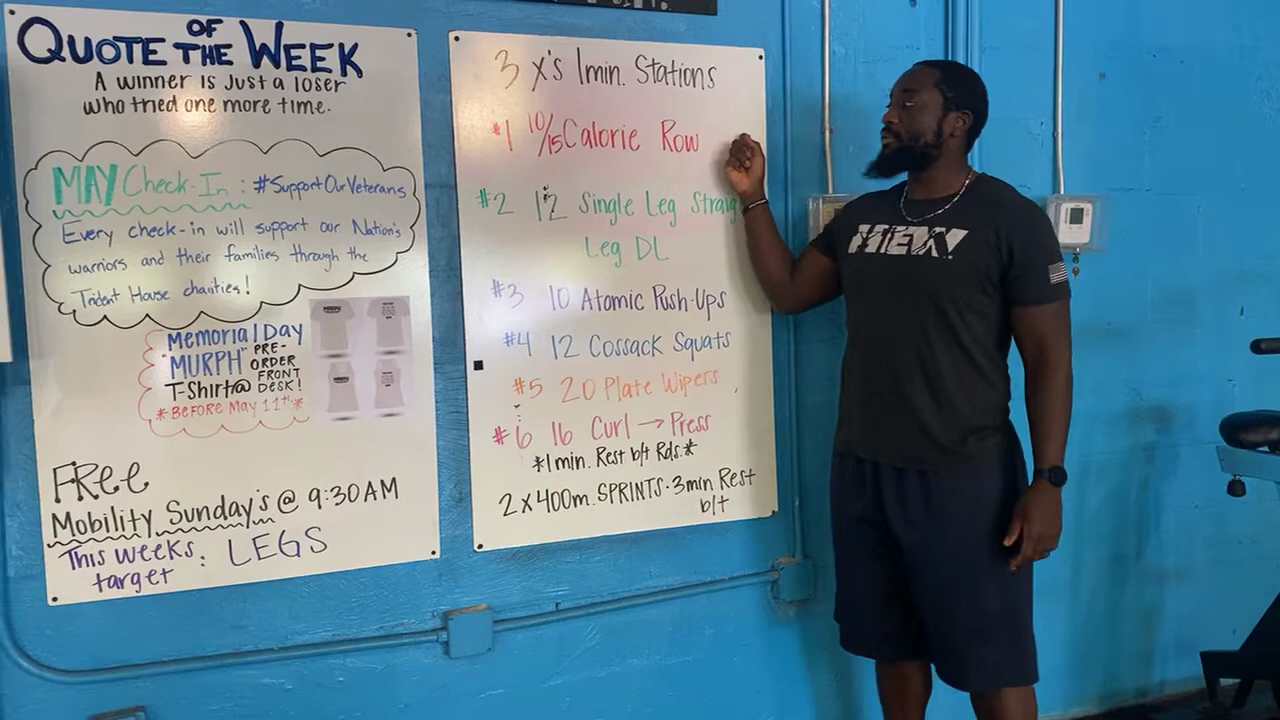 QUOTE OF THE WEEK
A winner is just a loser
who tried one more time.
MAY Check-In: #SupportOurVeterans
Every check-in will support our Nation's
warriors and their families through the
Trident House charities!
Memorial Day
"MURPH" PRE-
ORDER
T-Shirt@ FRONT
DESK!
*Before May 11th*
FREE
Mobility Sunday's @ 9:30AM
This weeks target: LEGS
3 x's 1min. Stations
#1 10/15 Calorie Row
#2 12 Single Leg Straig
Leg DL
#3 10 Atomic Push-Ups
#4 12 Cossack Squats
#5 20 Plate Wipers
#6 16 Curl → Press
*1 min. Rest b/t Rds.*
2 x 400m. SPRINTS · 3min Rest
b/t